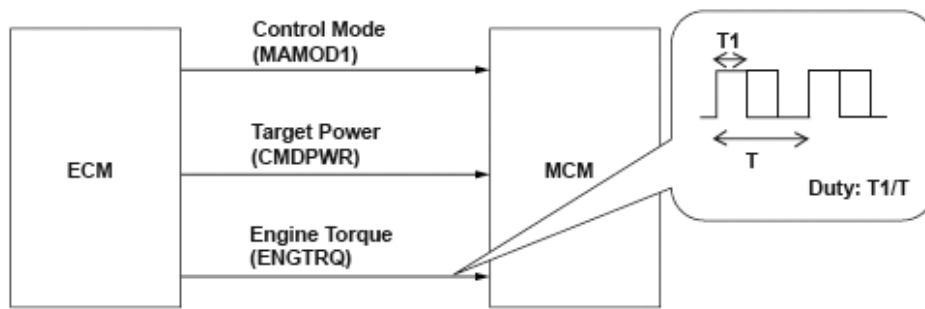 ECM
Control Mode
(MAMOD1)
Target Power
(CMDPWR)
Engine Torque
(ENGTRQ)
MCM
T1
T
Duty: T1/T